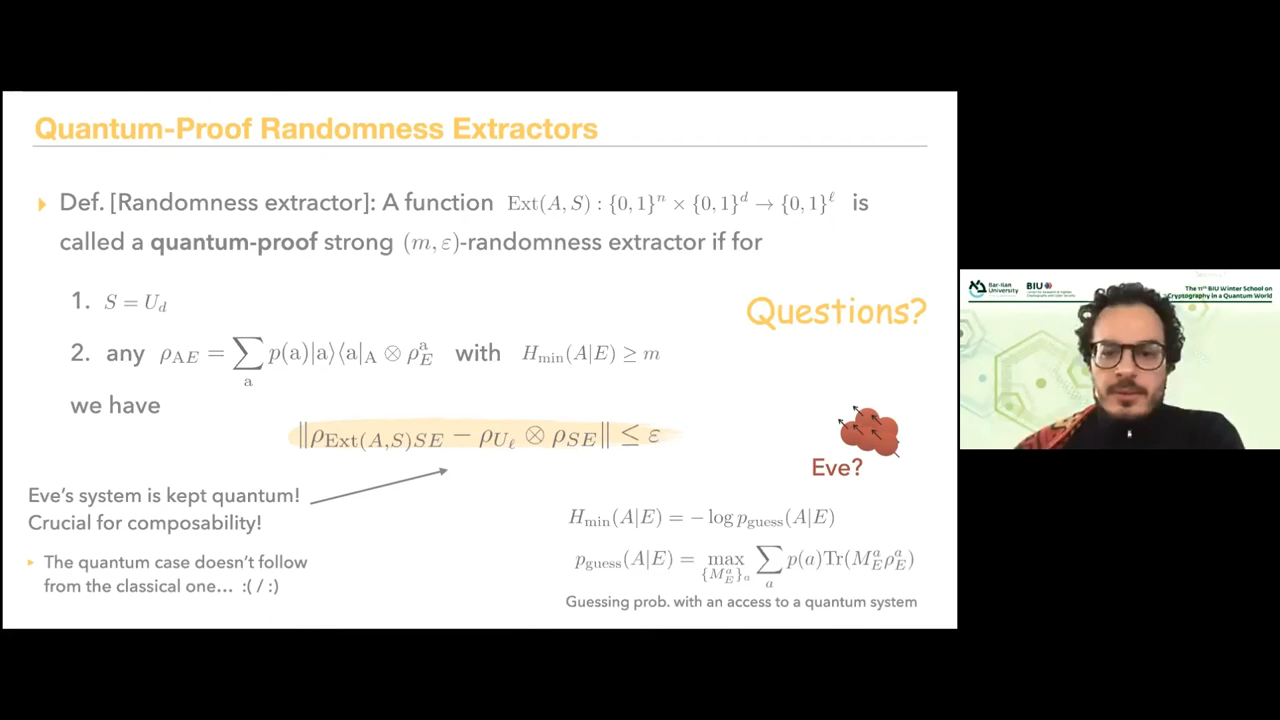 Quantum-Proof Randomness Extractors
Def. [Randomness extractor]: A function Ext(A, S) : {0, 1}^n × {0, 1}^d → {0, 1}^ℓ is
called a quantum-proof strong (m, ε)-randomness extractor if for
1. S = U_d
2. any ρ_AE = ∑_a p(a)|a⟩⟨a|_A ⊗ ρ_E^a with H_min(A|E) ≥ m
Questions?
we have
‖ρ_Ext(A,S)SE − ρ_U_ℓ ⊗ ρ_SE‖ ≤ ε
Eve?
Eve's system is kept quantum!
Crucial for composability!
The quantum case doesn't follow
from the classical one... :( / :)
H_min(A|E) = − log p_guess(A|E)
p_guess(A|E) = max_{M_E^a}_a ∑_a p(a)Tr(M_E^a ρ_E^a)
Guessing prob. with an access to a quantum system
Bar-Ilan
University
BIU
The 11th BIU Winter School on
Cryptography in a Quantum World